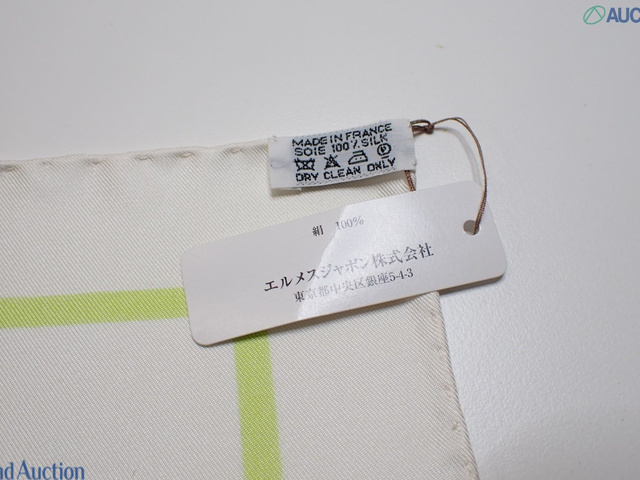 AUC
MADE IN FRANCE
SOIE 100% SILK
DRY CLEAN ONLY
絹 100%
エルメスジャポン株式会社
東京都中央区銀座5-4-3
nd Auction